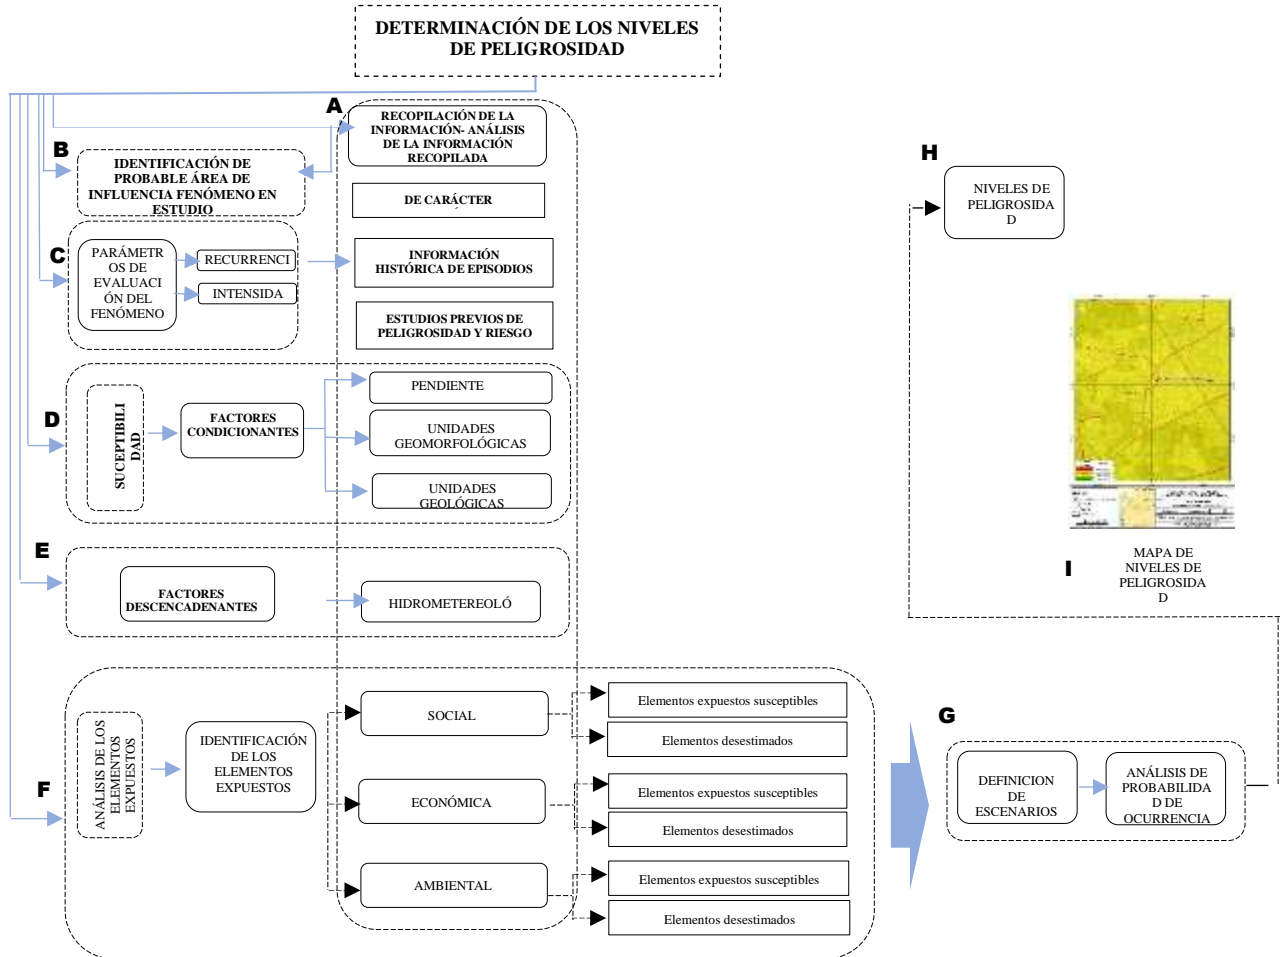 DETERMINACIÓN DE LOS NIVELES
DE PELIGROSIDAD
A
RECOPILACIÓN DE LA
INFORMACIÓN- ANÁLISIS
DE LA INFORMACIÓN
RECOPILADA
B
IDENTIFICACIÓN DE
PROBABLE ÁREA DE
INFLUENCIA FENÓMENO EN
ESTUDIO
DE CARÁCTER
C
PARÁMETR
OS DE
EVALUACI
ÓN DEL
FENÓMENO
RECURRENCI
INTENSIDA
INFORMACIÓN
HISTÓRICA DE EPISODIOS
ESTUDIOS PREVIOS DE
PELIGROSIDAD Y RIESGO
D
SUCEPTIBILI
DAD
FACTORES
CONDICIONANTES
PENDIENTE
UNIDADES
GEOMORFOLÓGICAS
UNIDADES
GEOLÓGICAS
E
FACTORES
DESCENCADENANTES
HIDROMETEREOLÓ
F
ANÁLISIS DE LOS
ELEMENTOS
EXPUESTOS
IDENTIFICACIÓN
DE LOS
ELEMENTOS
EXPUESTOS
SOCIAL
Elementos expuestos susceptibles
Elementos desestimados
ECONÓMICA
Elementos expuestos susceptibles
Elementos desestimados
AMBIENTAL
Elementos expuestos susceptibles
Elementos desestimados
G
DEFINICION
DE
ESCENARIOS
ANÁLISIS DE
PROBABILIDA
D DE
OCURRENCIA
H
NIVELES DE
PELIGROSIDA
D
I
MAPA DE
NIVELES DE
PELIGROSIDA
D